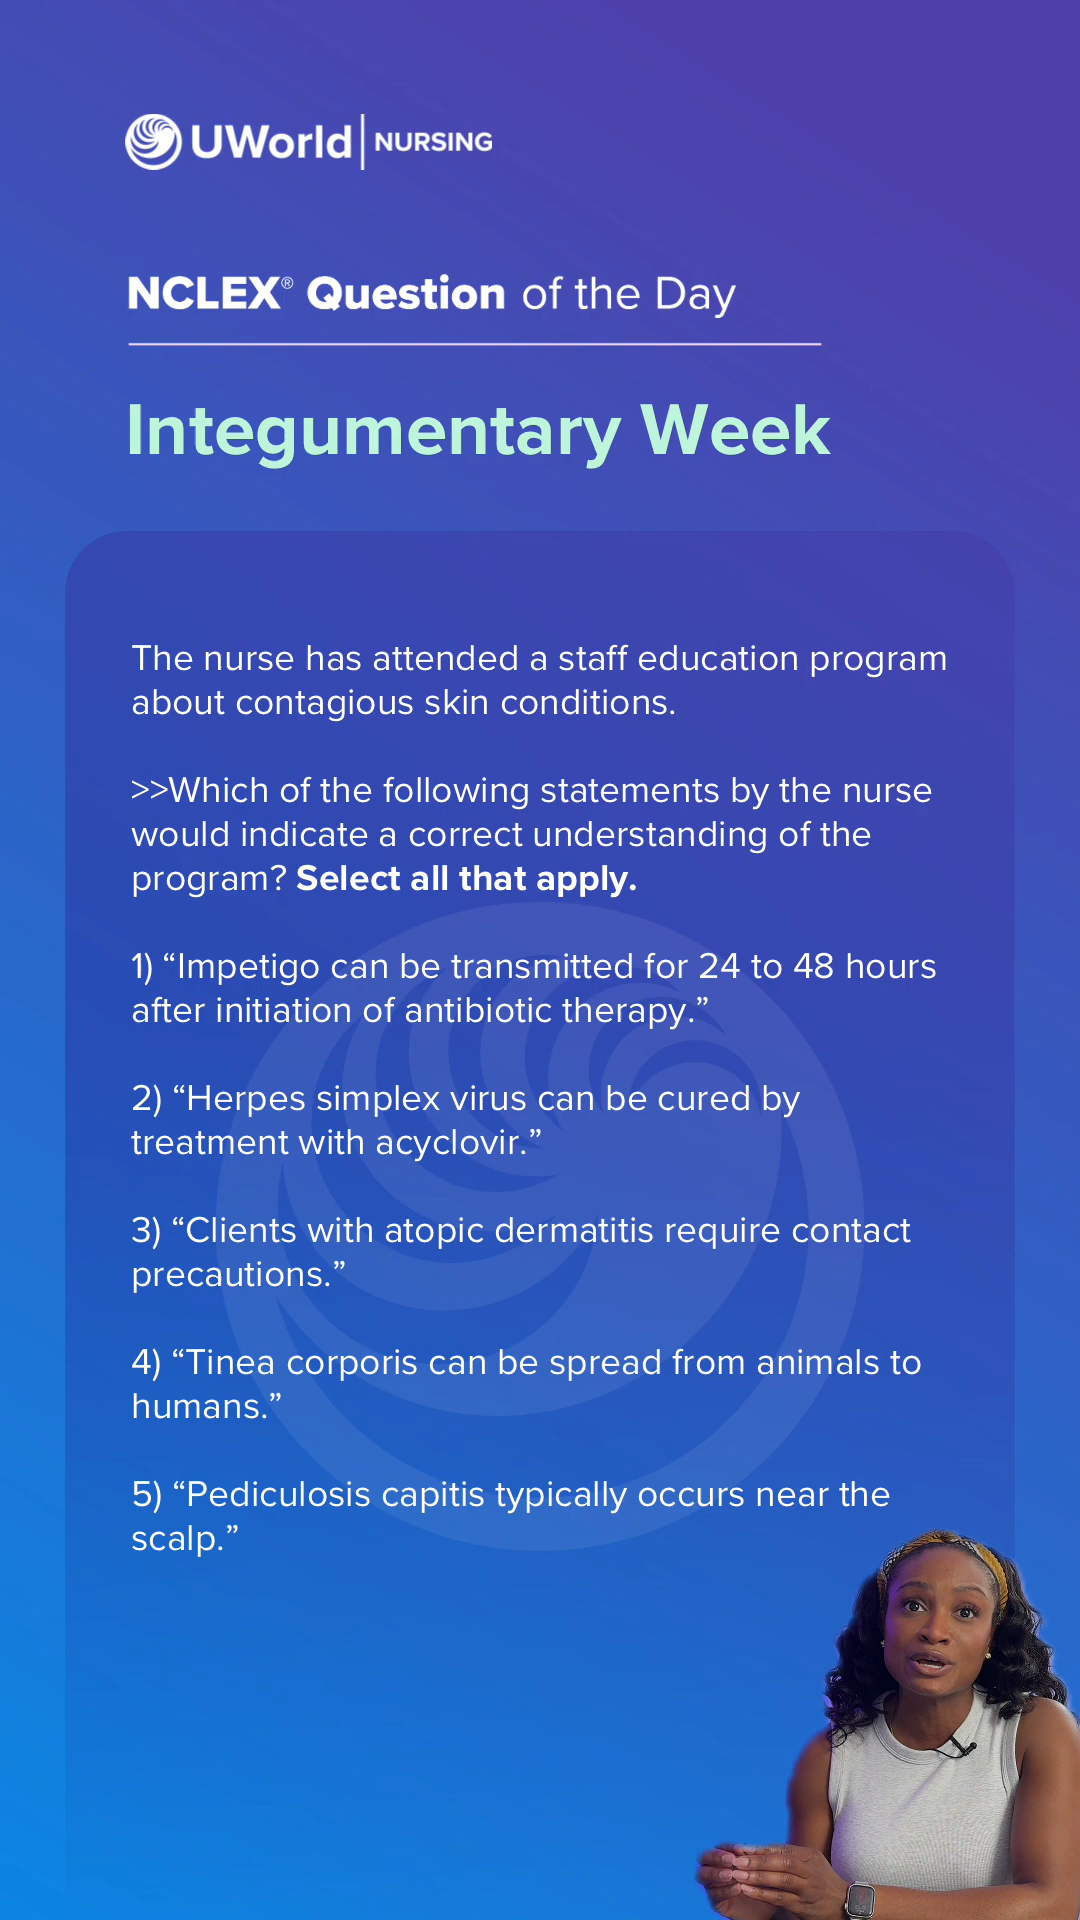 UWorld | NURSING
NCLEX® Question of the Day
Integumentary Week
The nurse has attended a staff education program
about contagious skin conditions.
>>Which of the following statements by the nurse
would indicate a correct understanding of the
program? Select all that apply.
1) “Impetigo can be transmitted for 24 to 48 hours
after initiation of antibiotic therapy.”
2) “Herpes simplex virus can be cured by
treatment with acyclovir.”
3) “Clients with atopic dermatitis require contact
precautions.”
4) “Tinea corporis can be spread from animals to
humans.”
5) “Pediculosis capitis typically occurs near the
scalp.”